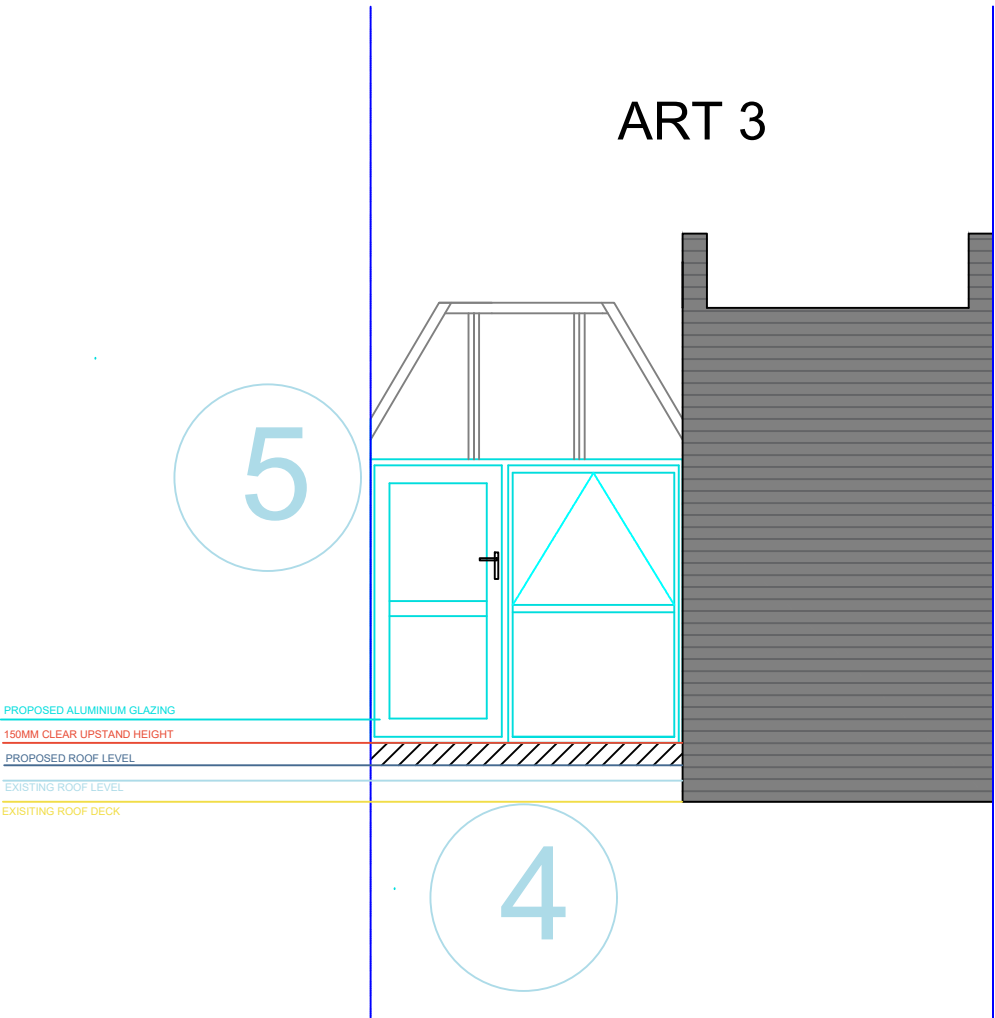 ART 3
5
PROPOSED ALUMINIUM GLAZING
150MM CLEAR UPSTAND HEIGHT
PROPOSED ROOF LEVEL
EXISTING ROOF LEVEL
EXISITING ROOF DECK
4